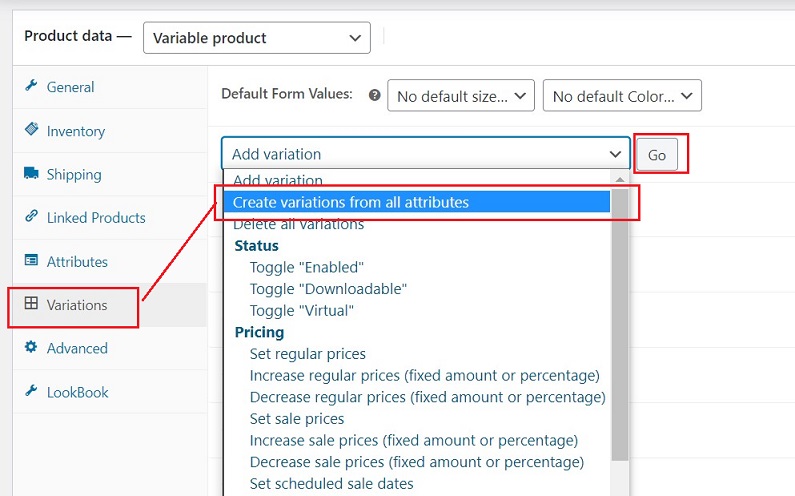 Product data — Variable product
General
Inventory
Shipping
Linked Products
Attributes
Variations
Advanced
LookBook
Default Form Values: No default size... No default Color...
Add variation Go
Add variation
Create variations from all attributes
Delete all variations
Status
Toggle "Enabled"
Toggle "Downloadable"
Toggle "Virtual"
Pricing
Set regular prices
Increase regular prices (fixed amount or percentage)
Decrease regular prices (fixed amount or percentage)
Set sale prices
Increase sale prices (fixed amount or percentage)
Decrease sale prices (fixed amount or percentage)
Set scheduled sale dates